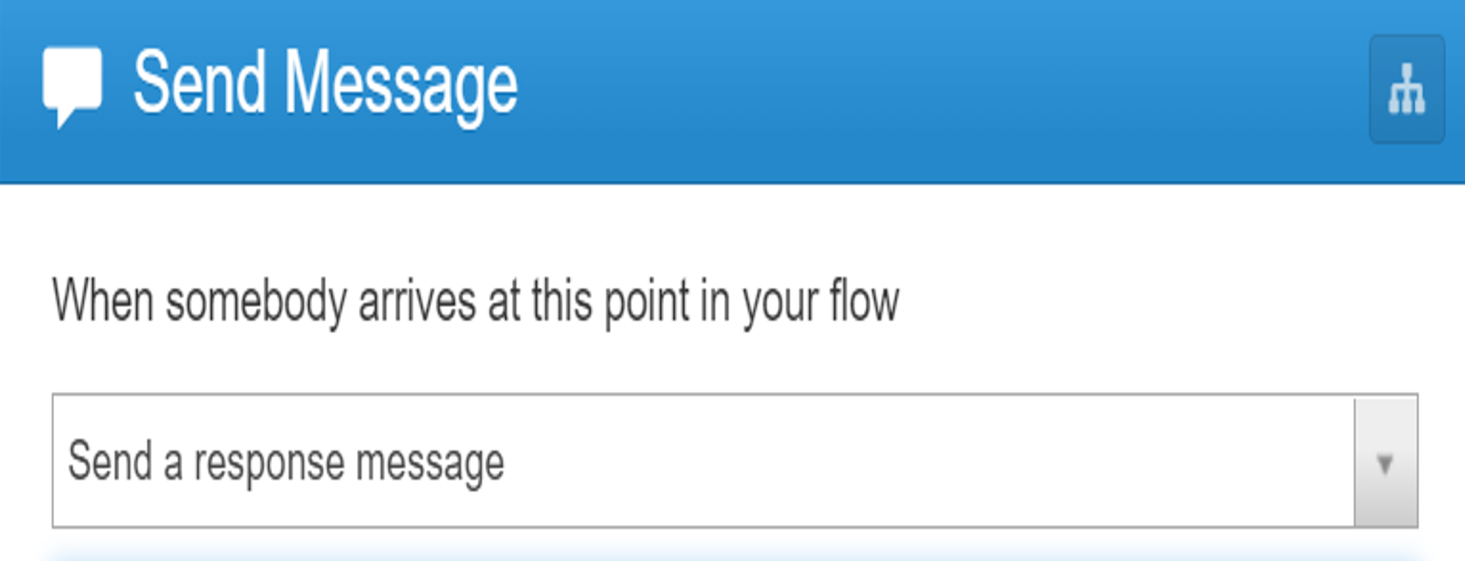 Send Message
When somebody arrives at this point in your flow
Send a response message